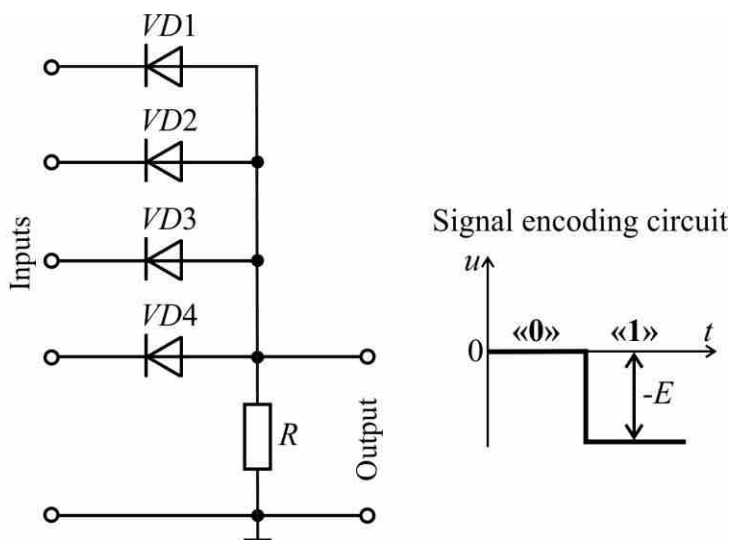 VD1
VD2
VD3
VD4
Inputs
R
Output
Signal encoding circuit
u
0
«0» «1» t
-E